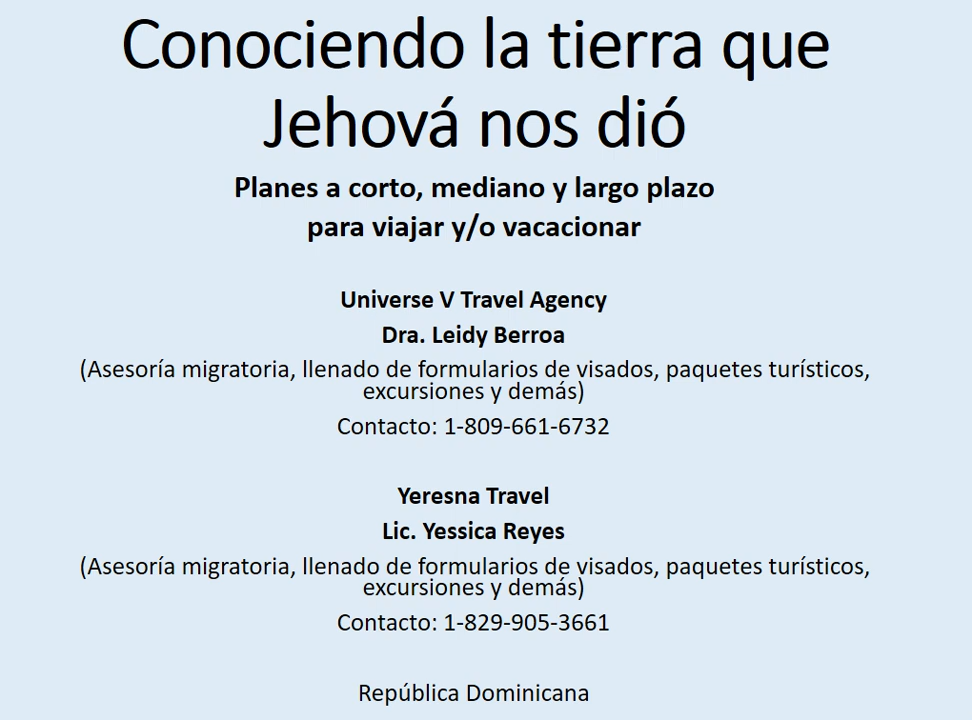 Conociendo la tierra que
Jehová nos dió
Planes a corto, mediano y largo plazo
para viajar y/o vacacionar
Universe V Travel Agency
Dra. Leidy Berroa
(Asesoría migratoria, llenado de formularios de visados, paquetes turísticos,
excursiones y demás)
Contacto: 1-809-661-6732
Yeresna Travel
Lic. Yessica Reyes
(Asesoría migratoria, llenado de formularios de visados, paquetes turísticos,
excursiones y demás)
Contacto: 1-829-905-3661
República Dominicana